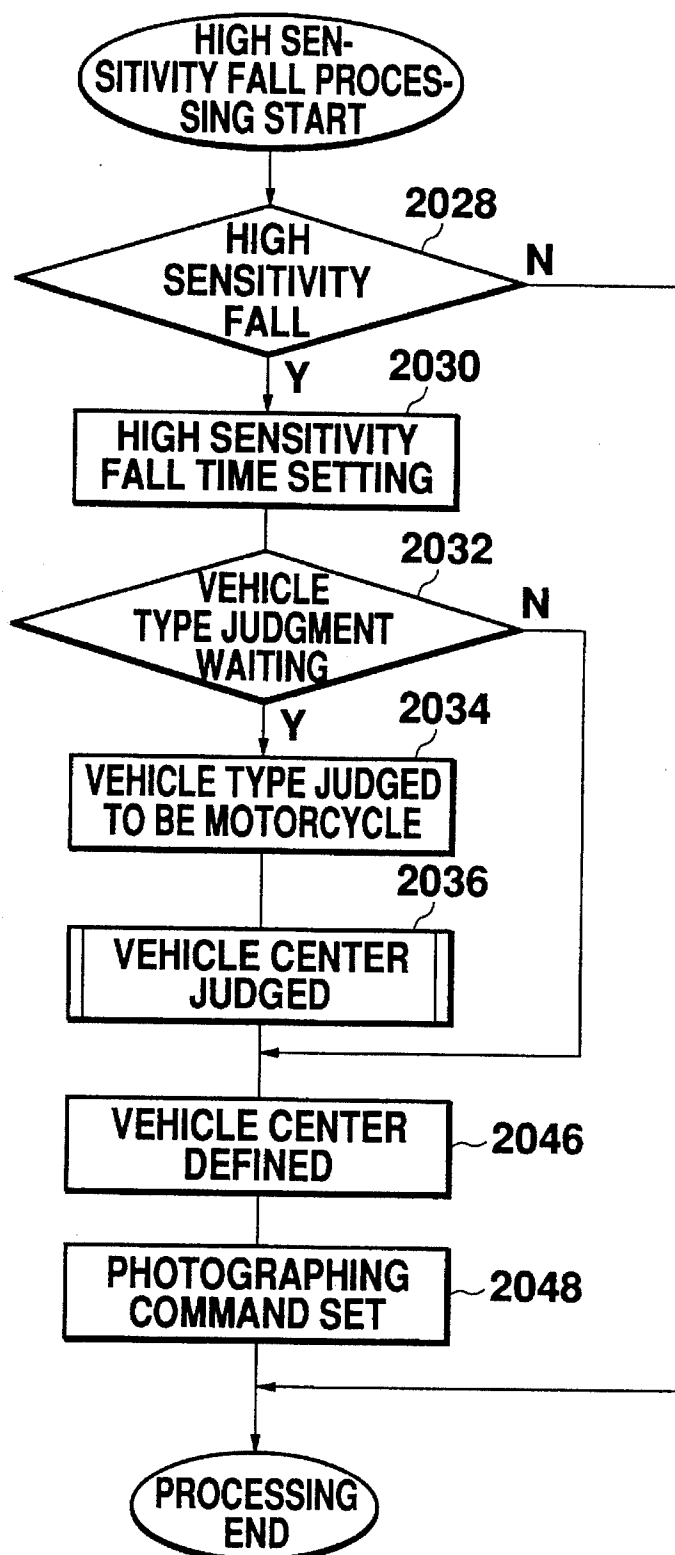 HIGH SEN-
SITIVITY FALL PROCES-
SING START
2028
HIGH
SENSITIVITY
FALL
N
Y
2030
HIGH SENSITIVITY
FALL TIME SETTING
2032
VEHICLE
TYPE JUDGMENT
WAITING
N
Y
2034
VEHICLE TYPE JUDGED
TO BE MOTORCYCLE
2036
VEHICLE CENTER
JUDGED
VEHICLE CENTER
DEFINED
2046
PHOTOGRAPHING
COMMAND SET
2048
PROCESSING
END